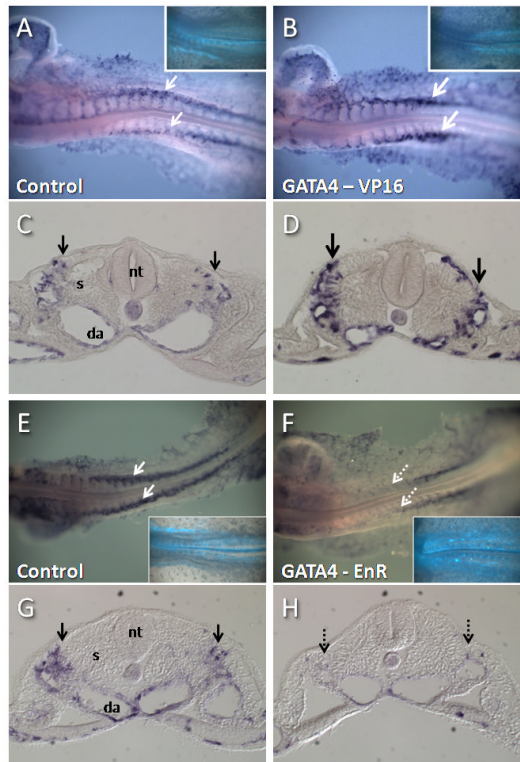 A
B
Control
GATA4 – VP16
C
D
s
nt
da
E
F
Control
GATA4 - EnR
G
H
nt
s
da